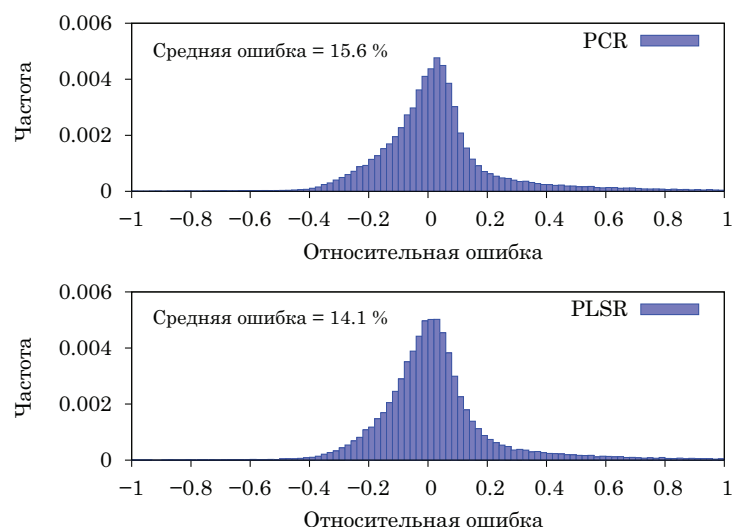 0.006
Средняя ошибка = 15.6 %
PCR
0.004
Частота
0.002
0
−1 −0.8 −0.6 −0.4 −0.2 0 0.2 0.4 0.6 0.8 1
Относительная ошибка
0.006
Средняя ошибка = 14.1 %
PLSR
0.004
Частота
0.002
0
−1 −0.8 −0.6 −0.4 −0.2 0 0.2 0.4 0.6 0.8 1
Относительная ошибка